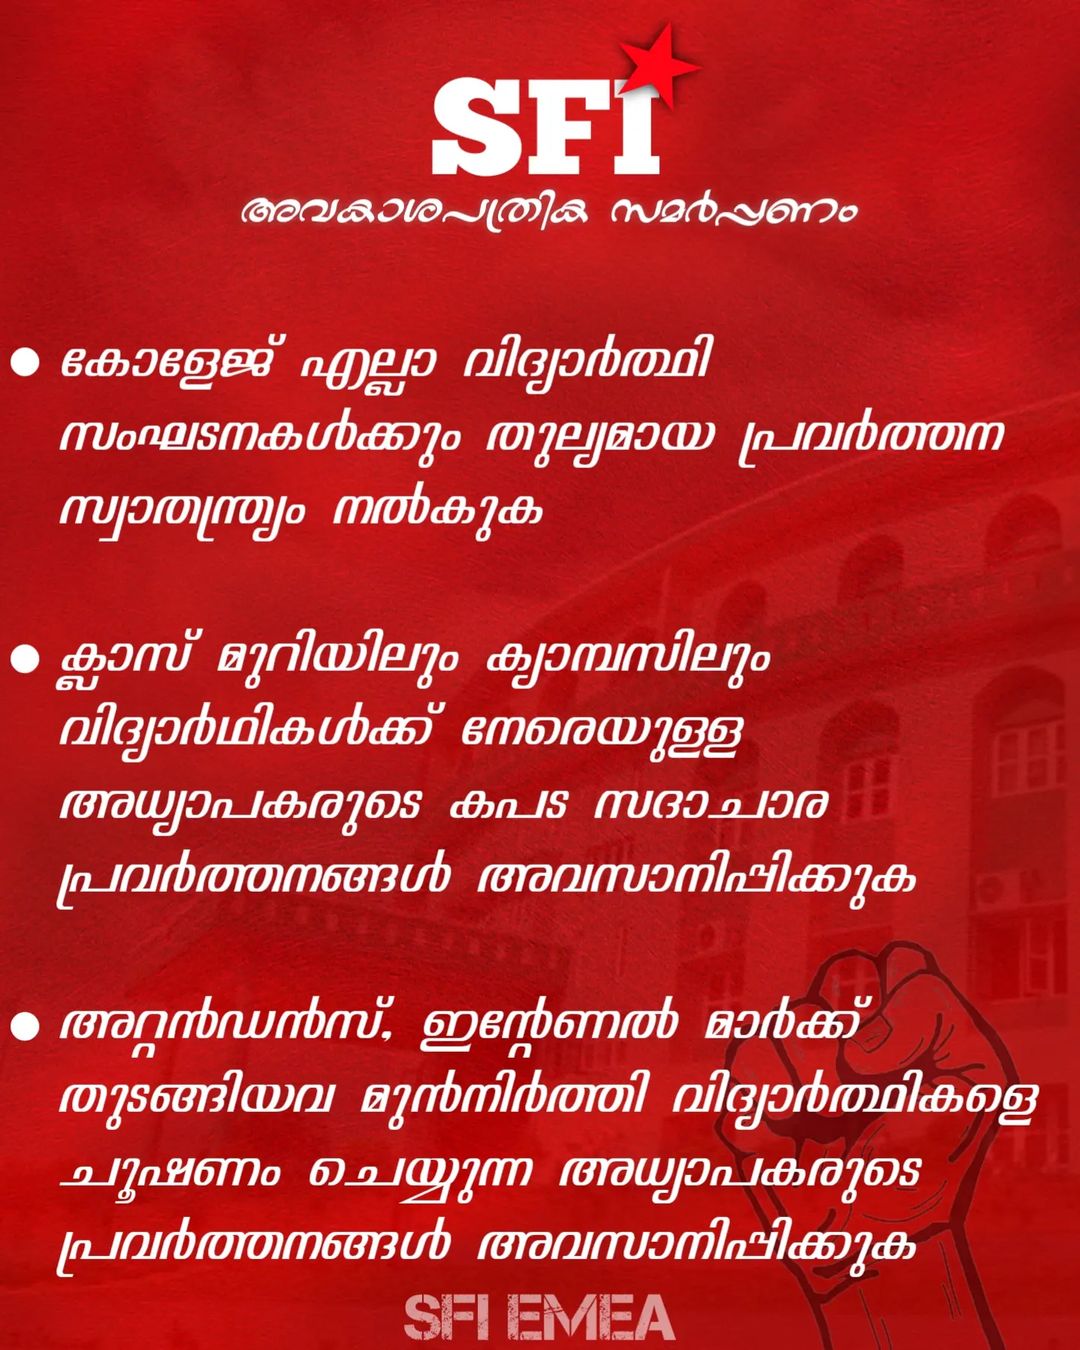 SFI
അവകാശപത്രിക സമർപ്പണം
● കോളേജ് എല്ലാ വിദ്യാർത്ഥി
സംഘടനകൾക്കും തുല്യമായ പ്രവർത്തന
സ്വാതന്ത്ര്യം നൽകുക
● ക്ലാസ് മുറിയിലും ക്യാമ്പസിലും
വിദ്യാർഥികൾക്ക് നേരെയുള്ള
അധ്യാപകരുടെ കപട സദാചാര
പ്രവർത്തനങ്ങൾ അവസാനിപ്പിക്കുക
● അറ്റൻഡൻസ്, ഇന്റേണൽ മാർക്ക്
തുടങ്ങിയവ മുൻനിർത്തി വിദ്യാർത്ഥികളെ
ചൂഷണം ചെയ്യുന്ന അധ്യാപകരുടെ
പ്രവർത്തനങ്ങൾ അവസാനിപ്പിക്കുക
SFI EMEA